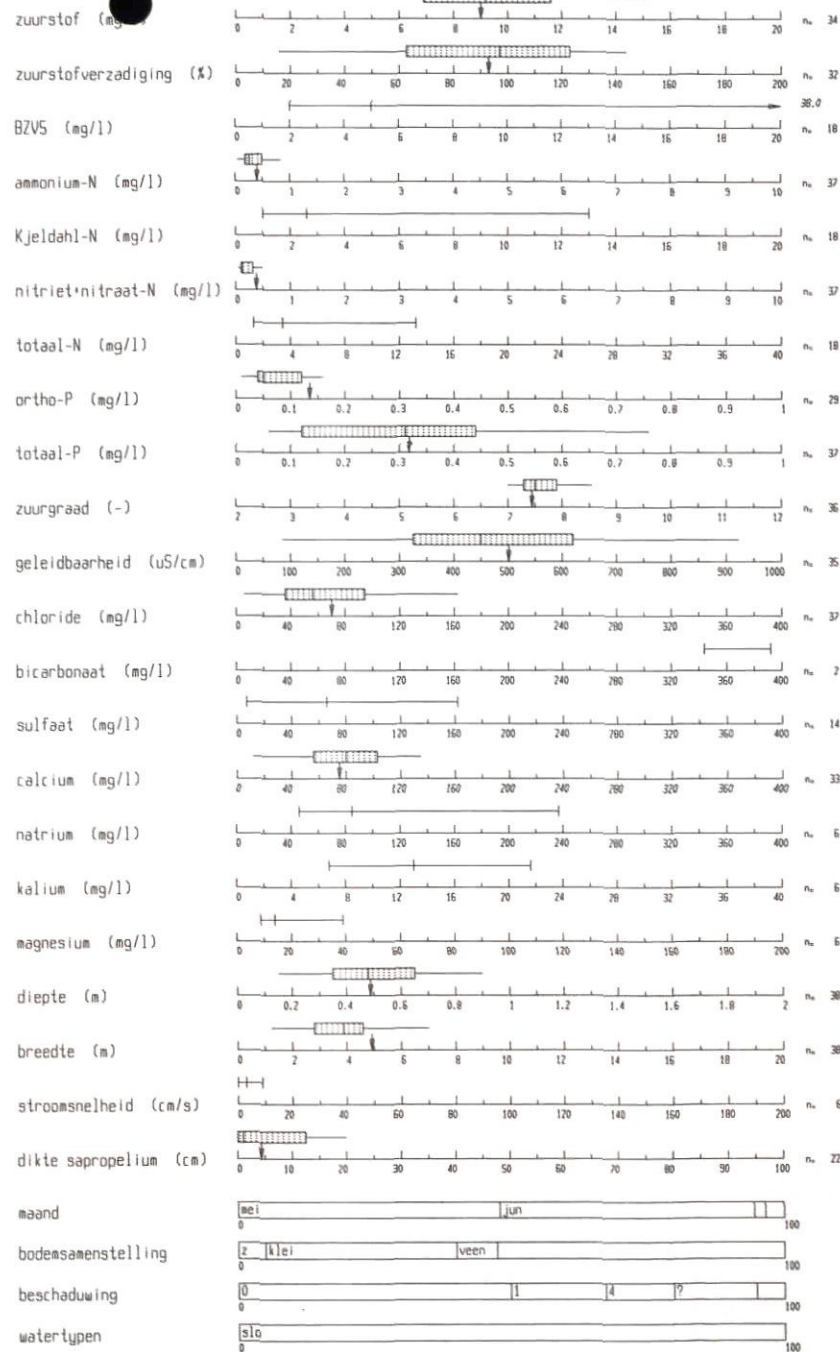 zuurstof (mg
0 2 4 6 8 10 12 14 16 18 20 n= 34
zuurstofverzadiging (%)
0 20 40 60 80 100 120 140 160 180 200 n= 32
38.0
BZV5 (mg/l)
0 2 4 6 8 10 12 14 16 18 20 n= 18
ammonium-N (mg/l)
0 1 2 3 4 5 6 7 8 9 10 n= 37
Kjeldahl-N (mg/l)
0 2 4 6 8 10 12 14 16 18 20 n= 18
nitriet+nitraat-N (mg/l)
0 1 2 3 4 5 6 7 8 9 10 n= 37
totaal-N (mg/l)
0 4 8 12 16 20 24 28 32 36 40 n= 18
ortho-P (mg/l)
0 0.1 0.2 0.3 0.4 0.5 0.6 0.7 0.8 0.9 1 n= 29
totaal-P (mg/l)
0 0.1 0.2 0.3 0.4 0.5 0.6 0.7 0.8 0.9 1 n= 37
zuurgraad (-)
2 3 4 5 6 7 8 9 10 11 12 n= 36
geleidbaarheid (uS/cm)
0 100 200 300 400 500 600 700 800 900 1000 n= 35
chloride (mg/l)
0 40 80 120 160 200 240 280 320 360 400 n= 37
bicarbonaat (mg/l)
0 40 80 120 160 200 240 280 320 360 400 n= 2
sulfaat (mg/l)
0 40 80 120 160 200 240 280 320 360 400 n= 14
calcium (mg/l)
0 40 80 120 160 200 240 280 320 360 400 n= 33
natrium (mg/l)
0 40 80 120 160 200 240 280 320 360 400 n= 6
kalium (mg/l)
0 4 8 12 16 20 24 28 32 36 40 n= 6
magnesium (mg/l)
0 20 40 60 80 100 120 140 160 180 200 n= 6
diepte (m)
0 0.2 0.4 0.6 0.8 1 1.2 1.4 1.6 1.8 2 n= 38
breedte (m)
0 2 4 6 8 10 12 14 16 18 20 n= 38
stroomsnelheid (cm/s)
0 20 40 60 80 100 120 140 160 180 200 n= 6
dikte sapropelium (cm)
0 10 20 30 40 50 60 70 80 90 100 n= 22
maand mei jun
0 100
bodemsamenstelling z klei veen
0 100
beschaduwing 0 1 4 ?
0 100
watertypen slo
0 100